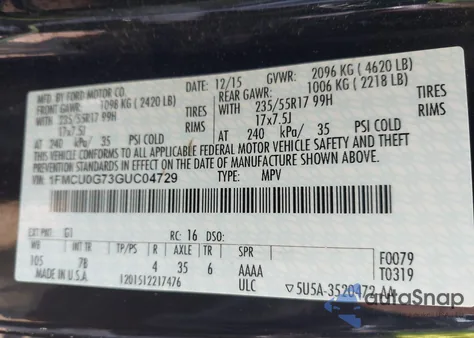 MFD. BY FORD MOTOR CO.
DATE: 12/15 GVWR: 2096 KG (4620 LB)
FRONT GAWR: 1098 KG (2420 LB) REAR GAWR: 1006 KG (2218 LB)
WITH 235/55R17 99H TIRES WITH 235/55R17 99H TIRES
17x7.5J RIMS 17x7.5J RIMS
AT 240 kPa/ 35 PSI COLD AT 240 kPa/ 35 PSI COLD
THIS VEHICLE CONFORMS TO ALL APPLICABLE FEDERAL MOTOR VEHICLE SAFETY AND THEFT
PREVENTION STANDARDS IN EFFECT ON THE DATE OF MANUFACTURE SHOWN ABOVE.
VIN: 1FMCU0G73GUC04729 TYPE: MPV
EXT PNT: G1 RC: 16 DSO: F0079
WB INT TR TP/PS R AXLE TR SPR T0319
105 7B 4 35 6 AAAA
MADE IN U.S.A. 1201512217476 ULC ▽5U5A-3520472-AA
autoSnap